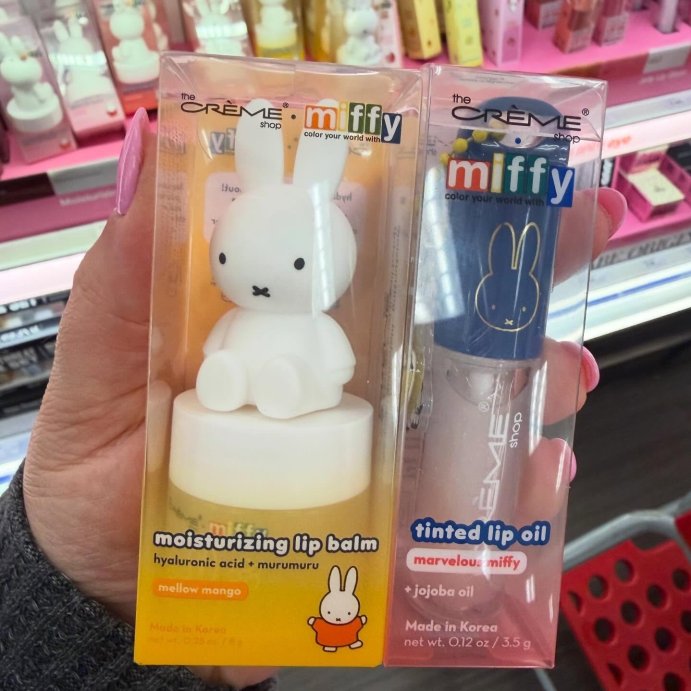 the
CRÈME®
shop
miffy
color your world with
moisturizing lip balm
hyaluronic acid + murumuru
mellow mango
Made in Korea
the
CRÈME®
shop
miffy
color your world with
CRÈME®
shop
tinted lip oil
marvelous miffy
+ jojoba oil
Made in Korea
net wt. 0.12 oz / 3.5 g